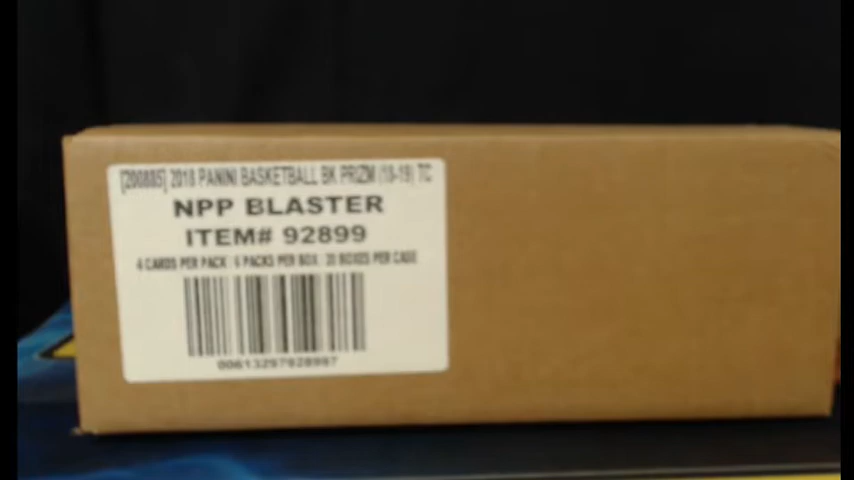 [200885] 2018 PANINI BASKETBALL BK PRIZM (18-19) TC
NPP BLASTER
ITEM# 92899
4 CARDS PER PACK 6 PACKS PER BOX 20 BOXES PER CASE
00613297928997